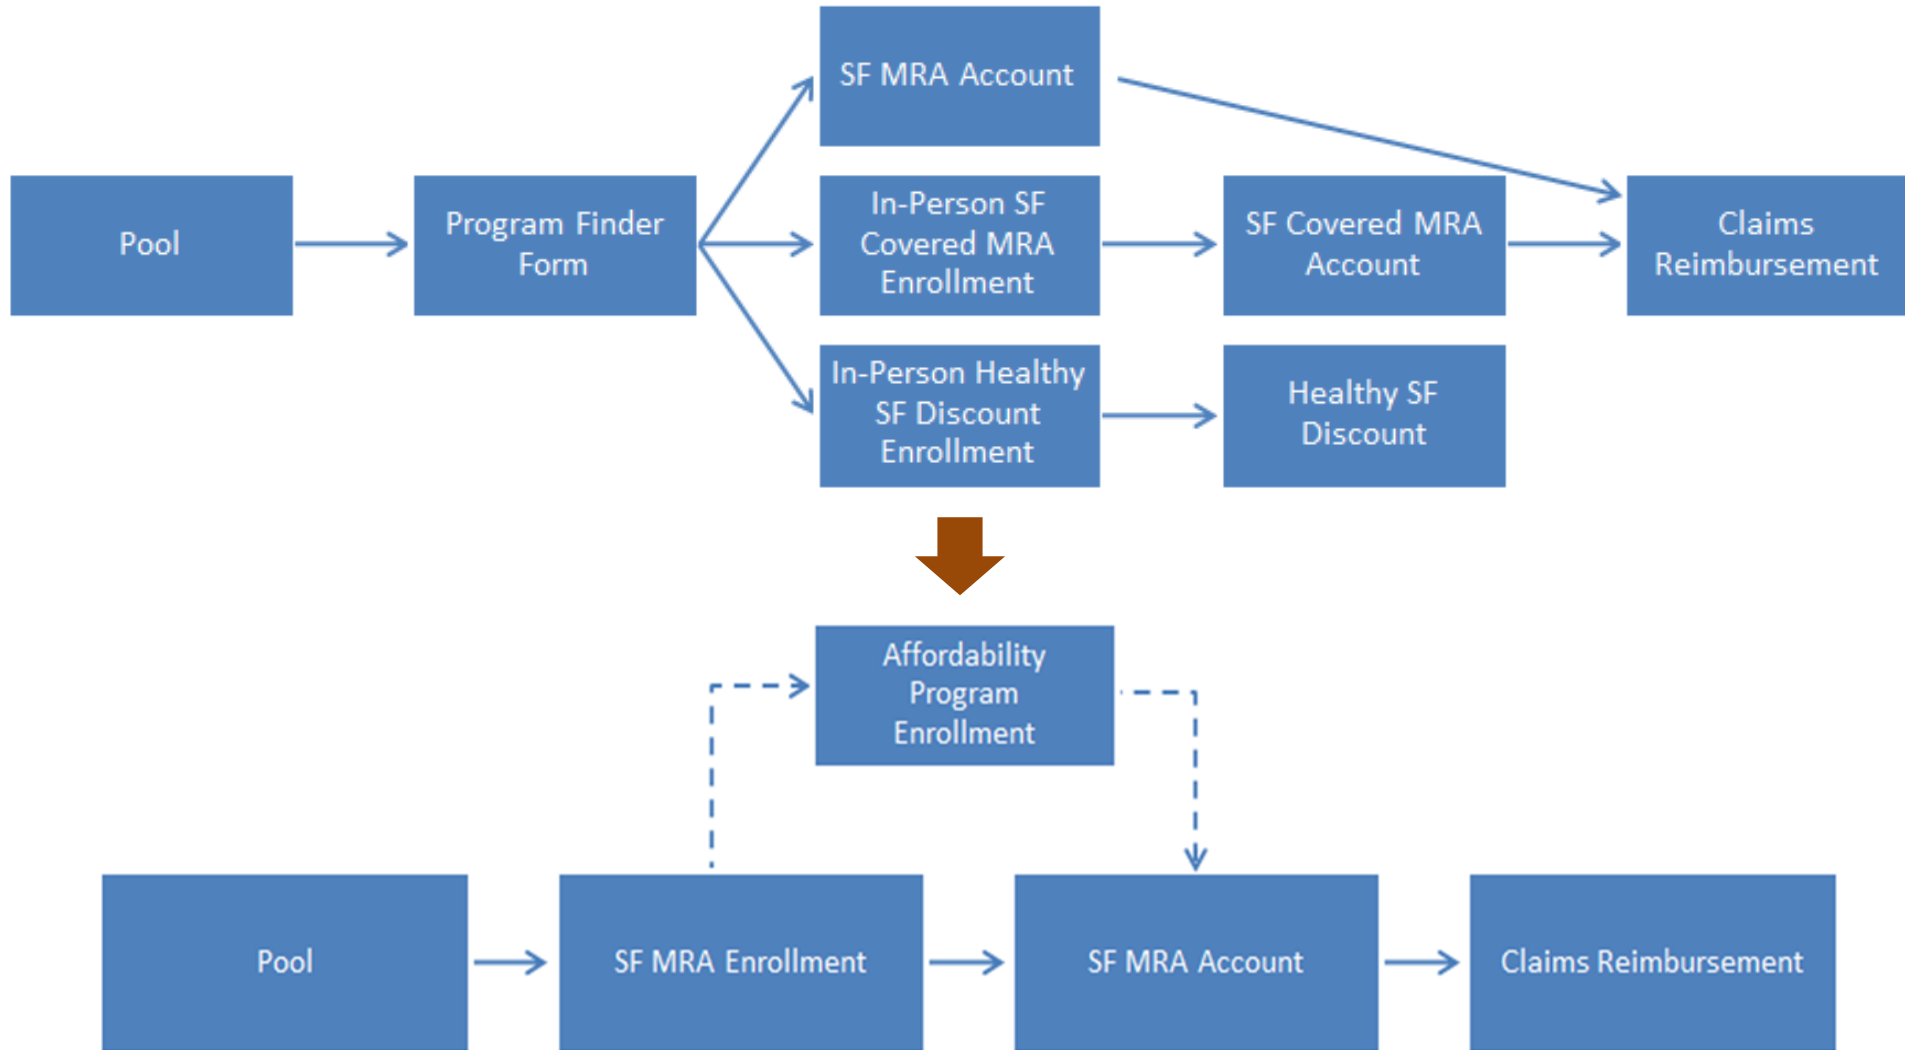 SF MRA Account
Pool
Program Finder
Form
In-Person SF
Covered MRA
Enrollment
SF Covered MRA
Account
Claims
Reimbursement
In-Person Healthy
SF Discount
Enrollment
Healthy SF
Discount
Affordability
Program
Enrollment
Pool
SF MRA Enrollment
SF MRA Account
Claims Reimbursement